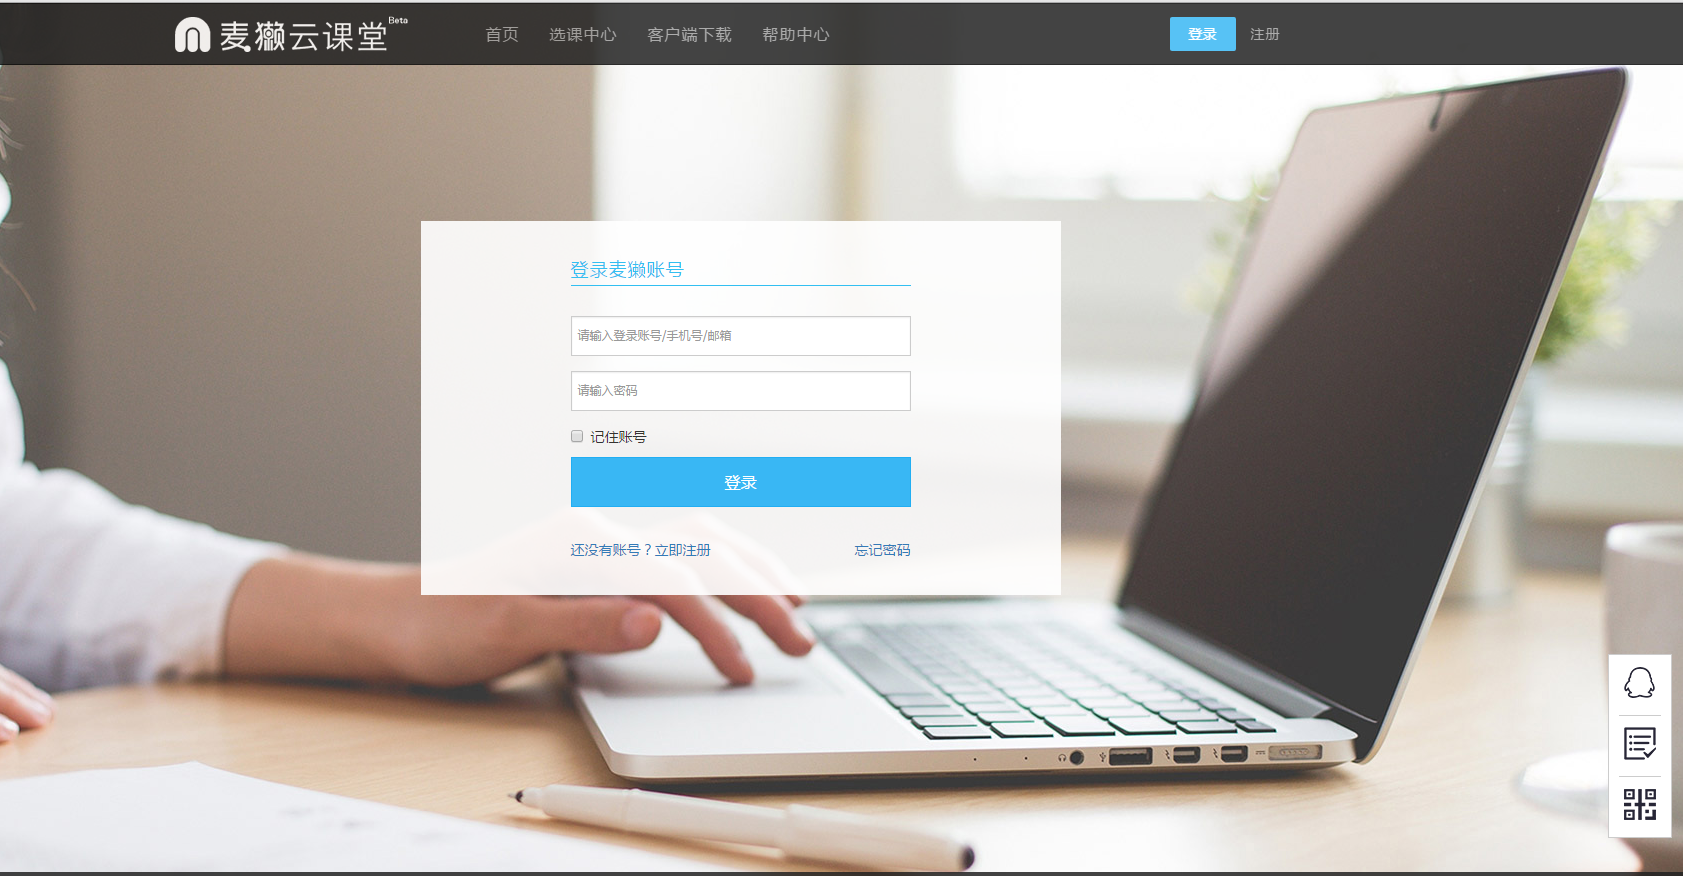 麦獭云课堂 Beta
首页 选课中心 客户端下载 帮助中心 登录 注册
登录麦獭账号
请输入登录账号/手机号/邮箱
请输入密码
记住账号
登录
还没有账号？立即注册 忘记密码